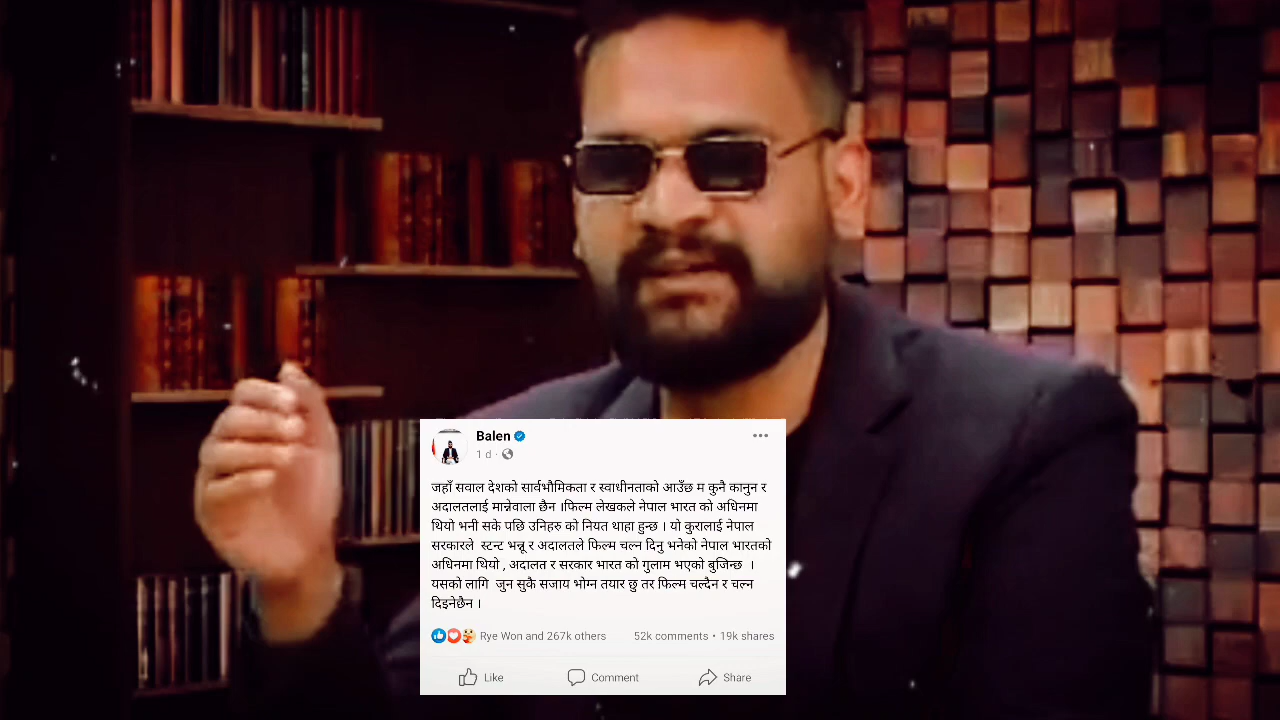 Balen
1 d
जहाँ सवाल देशको सार्वभौमिकता र स्वाधीनताको आउँछ म कुनै कानुन र
अदालतलाई मान्नेवाला छैन ।फिल्म लेखकले नेपाल भारत को अधिनमा
थियो भनी सके पछि उनिहरु को नियत थाहा हुन्छ । यो कुरालाई नेपाल
सरकारले स्टन्ट भन्नू र अदालतले फिल्म चल्न दिनु भनेको नेपाल भारतको
अधिनमा थियो , अदालत र सरकार भारत को गुलाम भएको बुजिन्छ ।
यसको लागि जुन सुकै सजाय भोग्न तयार छु तर फिल्म चल्दैन र चल्न
दिइनेछैन ।
Rye Won and 267k others 52k comments • 19k shares
Like Comment Share